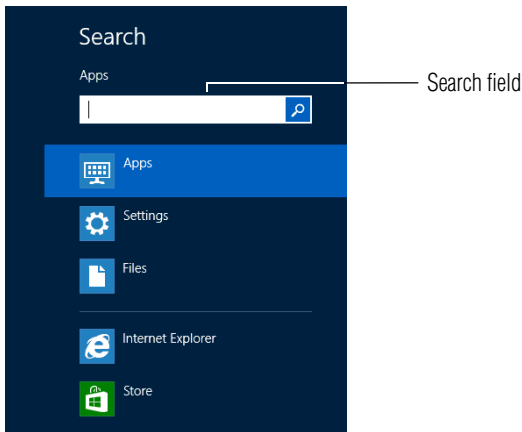 Search
Apps
Search field
Apps
Settings
Files
Internet Explorer
Store